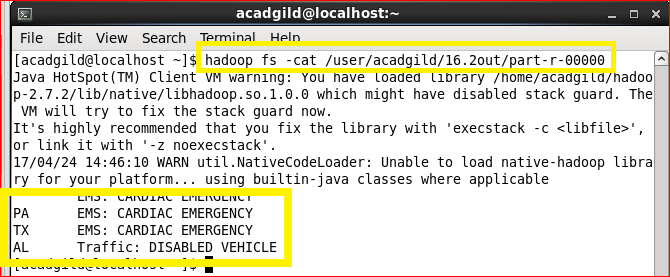 acadgild@localhost:~
File Edit View Search Terminal Help
[acadgild@localhost ~]$ hadoop fs -cat /user/acadgild/16.2out/part-r-00000
Java HotSpot(TM) Client VM warning: You have loaded library /home/acadgild/hadoo
p-2.7.2/lib/native/libhadoop.so.1.0.0 which might have disabled stack guard. The
VM will try to fix the stack guard now.
It's highly recommended that you fix the library with 'execstack -c <libfile>',
or link it with '-z noexecstack'.
17/04/24 14:46:10 WARN util.NativeCodeLoader: Unable to load native-hadoop libra
ry for your platform... using builtin-java classes where applicable
EMS: CARDIAC EMERGENCY
PA EMS: CARDIAC EMERGENCY
TX EMS: CARDIAC EMERGENCY
AL Traffic: DISABLED VEHICLE
[acadgild@localhost ~]$